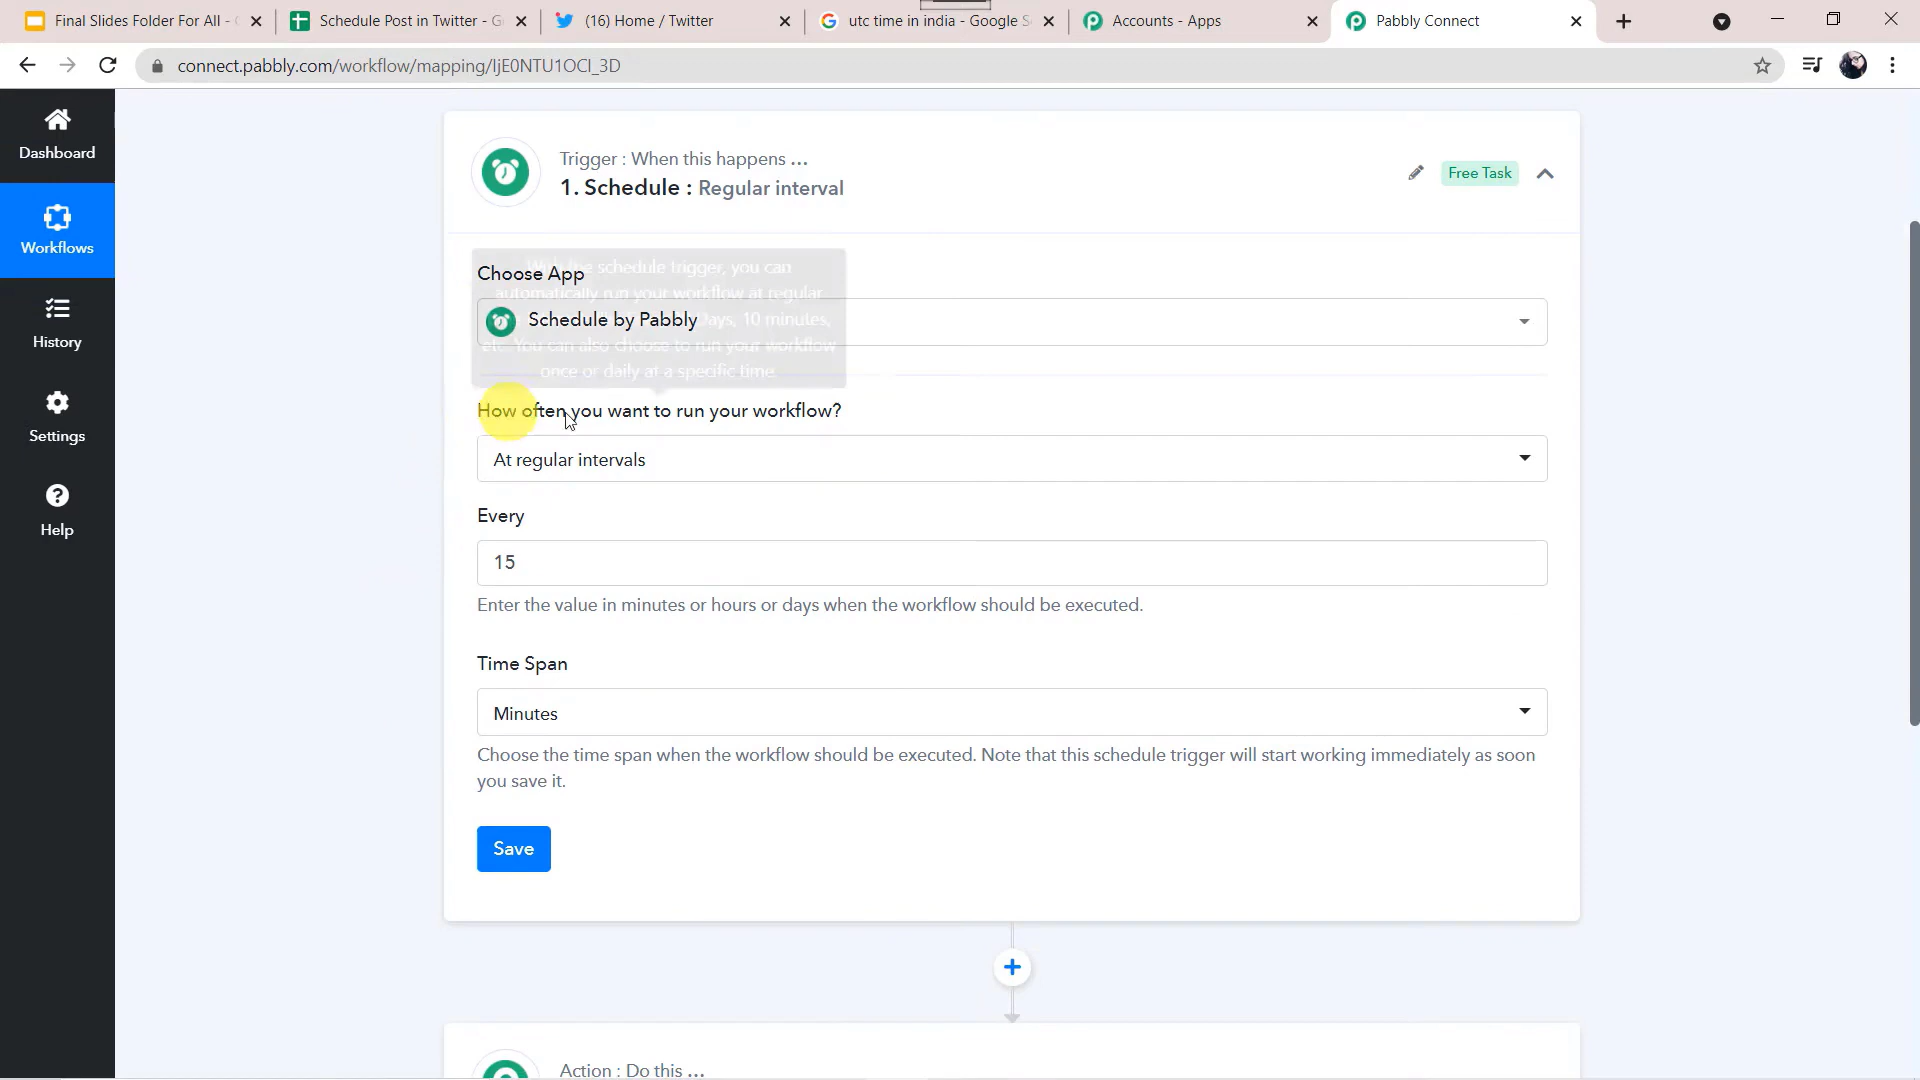 Final Slides Folder For All -
Schedule Post in Twitter - G
(16) Home / Twitter
utc time in india - Google S
Accounts - Apps
Pabbly Connect
connect.pabbly.com/workflow/mapping/IjE0NTU1OCI_3D
Dashboard
Workflows
History
Settings
Help
Trigger : When this happens ...
1. Schedule : Regular interval
Free Task
the schedule trigger, you can
automatically run your workflow at regular
Days, 10 minutes,
etc. You can also choose to run your workflow
once or daily at a specific time
Choose App
Schedule by Pabbly
How often you want to run your workflow?
At regular intervals
Every
15
Enter the value in minutes or hours or days when the workflow should be executed.
Time Span
Minutes
Choose the time span when the workflow should be executed. Note that this schedule trigger will start working immediately as soon
you save it.
Save
Action : Do this ...